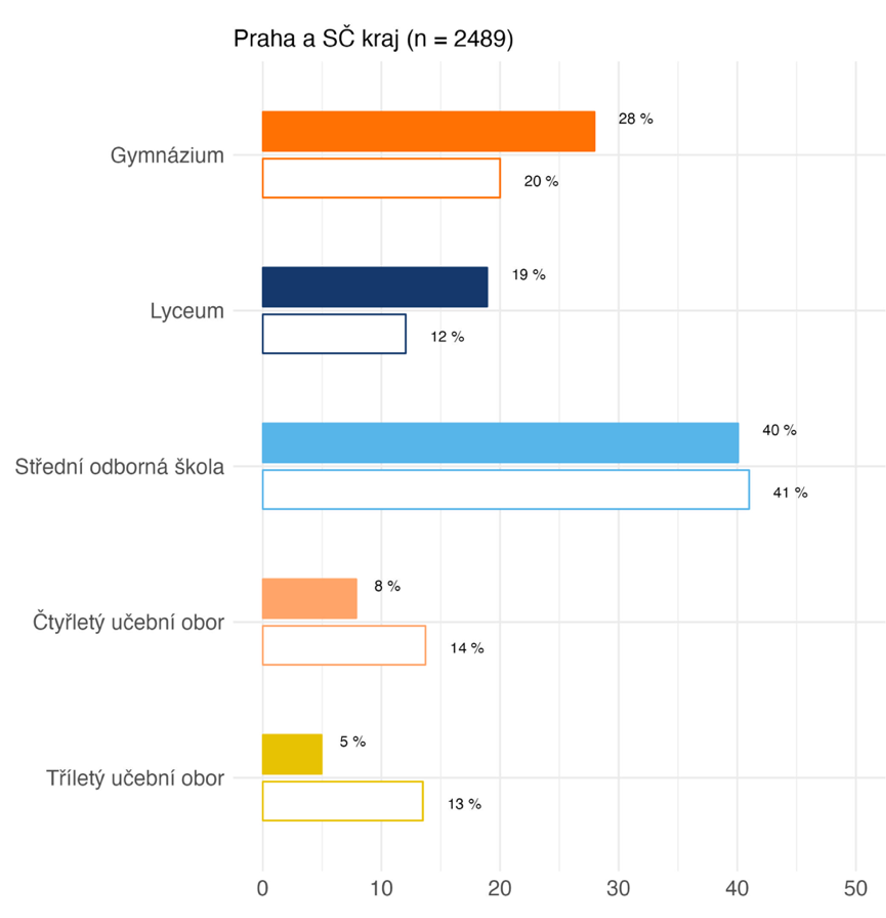 Praha a SČ kraj (n = 2489)
Gymnázium
28 %
20 %
Lyceum
19 %
12 %
Střední odborná škola
40 %
41 %
Čtyřletý učební obor
8 %
14 %
Tříletý učební obor
5 %
13 %
0 10 20 30 40 50